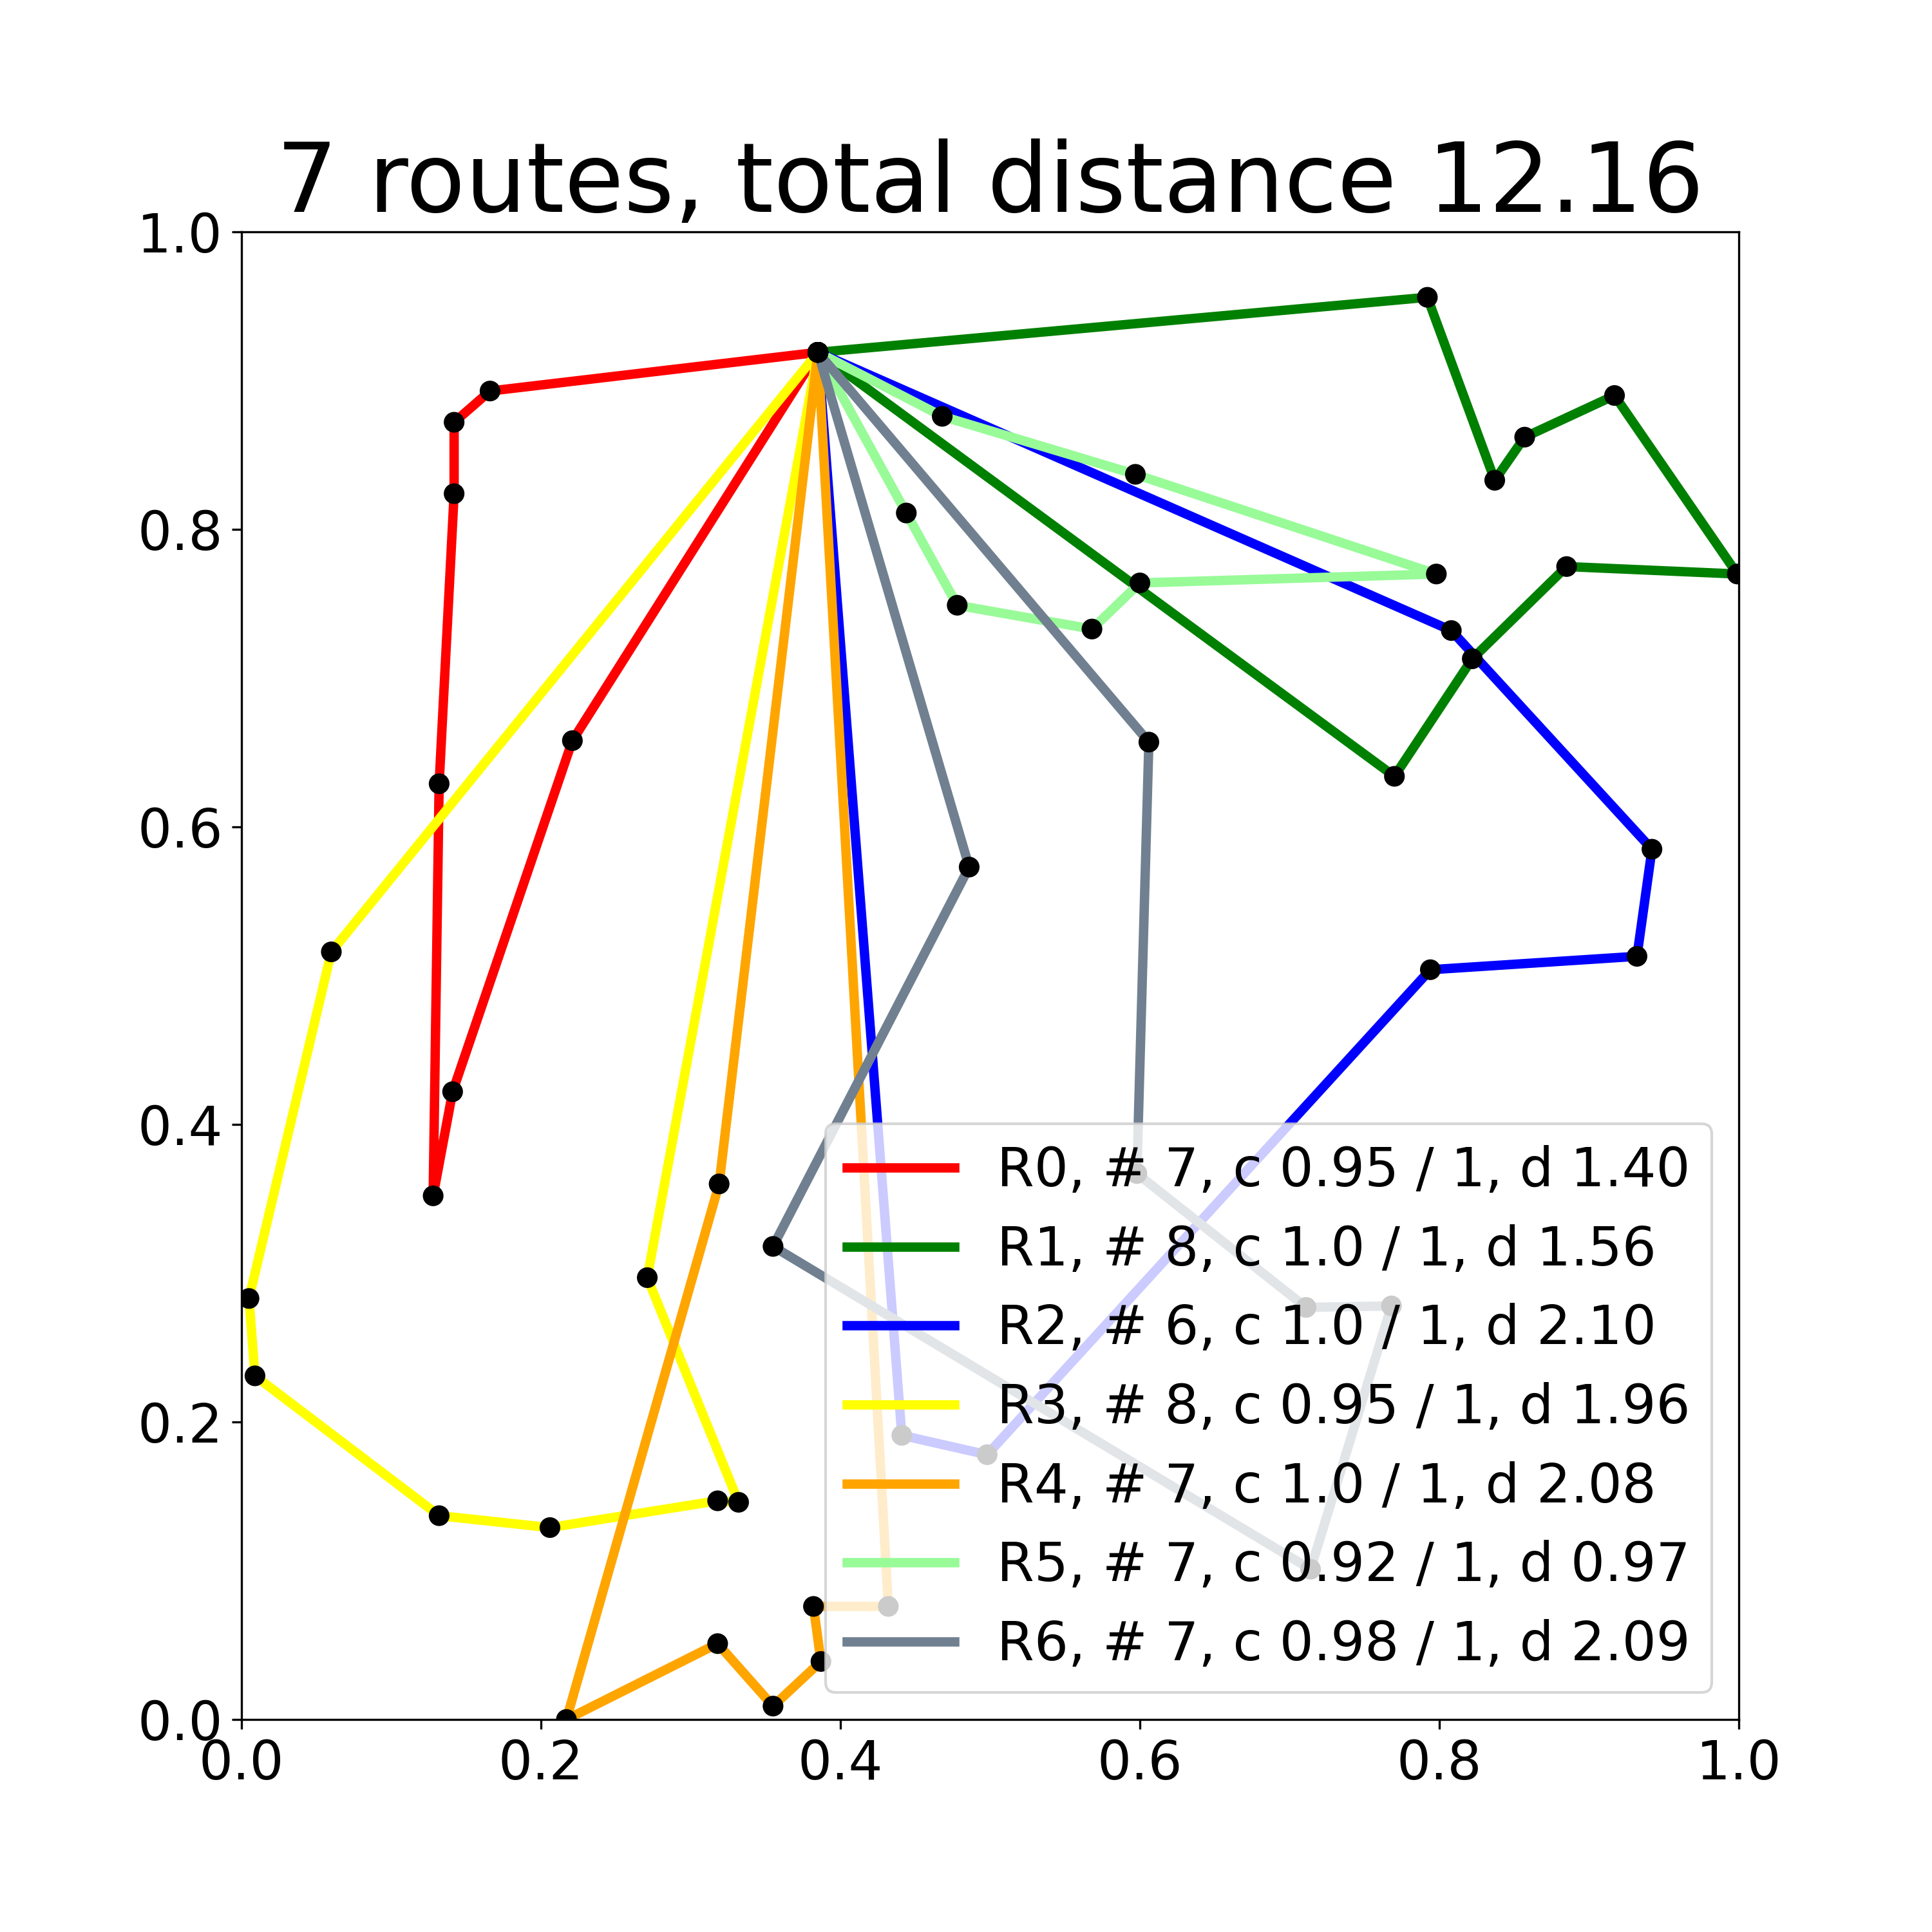 7 routes, total distance 12.16
1.0
0.8
0.6
0.4
0.2
0.0
R0, # 7, c 0.95 / 1, d 1.40
R1, # 8, c 1.0 / 1, d 1.56
R2, # 6, c 1.0 / 1, d 2.10
R3, # 8, c 0.95 / 1, d 1.96
R4, # 7, c 1.0 / 1, d 2.08
R5, # 7, c 0.92 / 1, d 0.97
R6, # 7, c 0.98 / 1, d 2.09
0.0 0.2 0.4 0.6 0.8 1.0